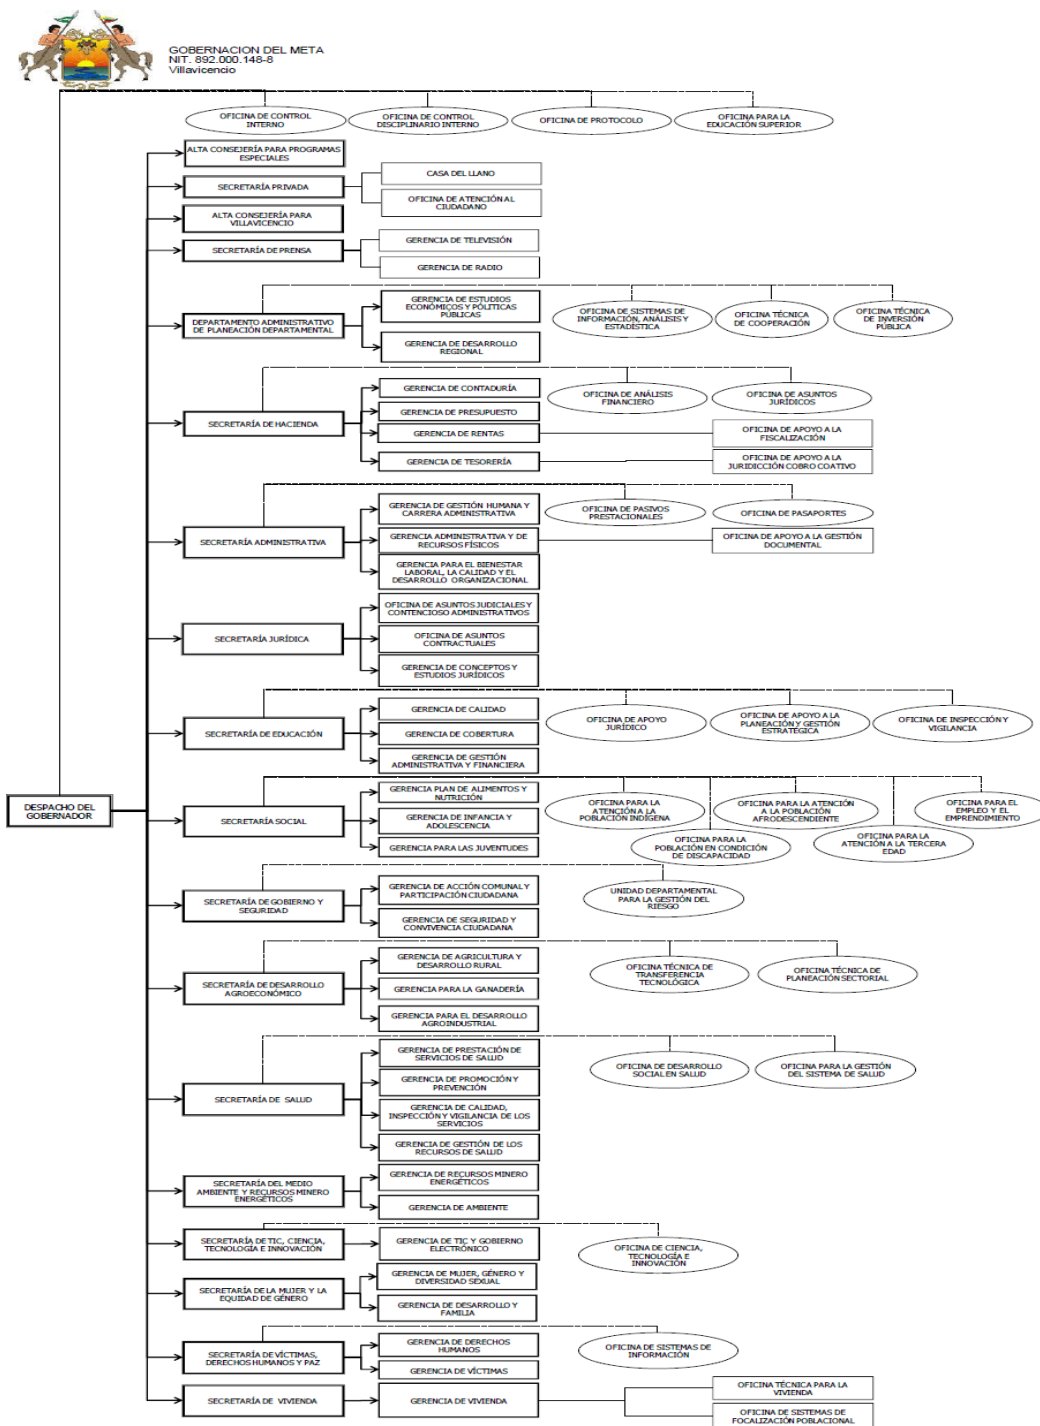 GOBERNACION DEL META
NIT. 892.000.148-8
Villavicencio
OFICINA DE CONTROL
INTERNO
OFICINA DE CONTROL
DISCIPLINARIO INTERNO
OFICINA DE PROTOCOLO
OFICINA PARA LA
EDUCACIÓN SUPERIOR
ALTA CONSEJERÍA PARA PROGRAMAS
ESPECIALES
SECRETARÍA PRIVADA
CASA DEL LLANO
OFICINA DE ATENCIÓN AL
CIUDADANO
ALTA CONSEJERÍA PARA
VILLAVICENCIO
SECRETARÍA DE PRENSA
GERENCIA DE TELEVISIÓN
GERENCIA DE RADIO
DEPARTAMENTO ADMINISTRATIVO
DE PLANEACIÓN DEPARTAMENTAL
GERENCIA DE ESTUDIOS
ECONÓMICOS Y PÓLITICAS
PÚBLICAS
GERENCIA DE DESARROLLO
REGIONAL
OFICINA DE SISTEMAS DE
INFORMACIÓN, ANÁLISIS Y
ESTADÍSTICA
OFICINA TÉCNICA
DE COOPERACIÓN
OFICINA TÉCNICA
DE INVERSIÓN
PÚBLICA
SECRETARÍA DE HACIENDA
GERENCIA DE CONTADURÍA
GERENCIA DE PRESUPUESTO
GERENCIA DE RENTAS
GERENCIA DE TESORERÍA
OFICINA DE ANÁLISIS
FINANCIERO
OFICINA DE ASUNTOS
JURÍDICOS
OFICINA DE APOYO A LA
FISCALIZACIÓN
OFICINA DE APOYO A LA
JURIDICCIÓN COBRO COATIVO
SECRETARÍA ADMINISTRATIVA
GERENCIA DE GESTIÓN HUMANA Y
CARRERA ADMINISTRATIVA
GERENCIA ADMINISTRATIVA Y DE
RECURSOS FÍSICOS
GERENCIA PARA EL BIENESTAR
LABORAL, LA CALIDAD Y EL
DESARROLLO ORGANIZACIONAL
OFICINA DE PASIVOS
PRESTACIONALES
OFICINA DE PASAPORTES
OFICINA DE APOYO A LA GESTIÓN
DOCUMENTAL
SECRETARÍA JURÍDICA
OFICINA DE ASUNTOS JUDICIALES Y
CONTENCIOSO ADMINISTRATIVOS
OFICINA DE ASUNTOS
CONTRACTUALES
GERENCIA DE CONCEPTOS Y
ESTUDIOS JURÍDICOS
SECRETARÍA DE EDUCACIÓN
GERENCIA DE CALIDAD
GERENCIA DE COBERTURA
GERENCIA DE GESTIÓN
ADMINISTRATIVA Y FINANCIERA
OFICINA DE APOYO
JURÍDICO
OFICINA DE APOYO A LA
PLANEACIÓN Y GESTIÓN
ESTRATÉGICA
OFICINA DE INSPECCIÓN Y
VIGILANCIA
DESPACHO DEL
GOBERNADOR
SECRETARÍA SOCIAL
GERENCIA PLAN DE ALIMENTOS Y
NUTRICIÓN
GERENCIA DE INFANCIA Y
ADOLESCENCIA
GERENCIA PARA LAS JUVENTUDES
OFICINA PARA LA
ATENCIÓN A LA
POBLACIÓN INDÍGENA
OFICINA PARA LA
POBLACIÓN EN CONDICIÓN
DE DISCAPACIDAD
OFICINA PARA LA ATENCIÓN
A LA POBLACIÓN
AFRODESCENDIENTE
OFICINA PARA LA
ATENCIÓN A LA TERCERA
EDAD
OFICINA PARA EL
EMPLEO Y EL
EMPRENDIMIENTO
SECRETARÍA DE GOBIERNO Y
SEGURIDAD
GERENCIA DE ACCIÓN COMUNAL Y
PARTICIPACIÓN CIUDADANA
GERENCIA DE SEGURIDAD Y
CONVIVENCIA CIUDADANA
UNIDAD DEPARTAMENTAL
PARA LA GESTIÓN DEL
RIESGO
SECRETARÍA DE DESARROLLO
AGROECONÓMICO
GERENCIA DE AGRICULTURA Y
DESARROLLO RURAL
GERENCIA PARA LA GANADERÍA
GERENCIA PARA EL DESARROLLO
AGROINDUSTRIAL
OFICINA TÉCNICA DE
TRANSFERENCIA
TECNOLÓGICA
OFICINA TÉCNICA DE
PLANEACIÓN SECTORIAL
SECRETARÍA DE SALUD
GERENCIA DE PRESTACIÓN DE
SERVICIOS DE SALUD
GERENCIA DE PROMOCIÓN Y
PREVENCIÓN
GERENCIA DE CALIDAD,
INSPECCIÓN Y VIGILANCIA DE LOS
SERVICIOS
GERENCIA DE GESTIÓN DE LOS
RECURSOS DE SALUD
OFICINA DE DESARROLLO
SOCIAL EN SALUD
OFICINA PARA LA GESTIÓN
DEL SISTEMA DE SALUD
SECRETARÍA DEL MEDIO
AMBIENTE Y RECURSOS MINERO
ENERGÉTICOS
GERENCIA DE RECURSOS MINERO
ENERGÉTICOS
GERENCIA DE AMBIENTE
SECRETARÍA DE TIC, CIENCIA,
TECNOLOGÍA E INNOVACIÓN
GERENCIA DE TIC Y GOBIERNO
ELECTRÓNICO
OFICINA DE CIENCIA,
TECNOLOGÍA E
INNOVACIÓN
SECRETARÍA DE LA MUJER Y LA
EQUIDAD DE GÉNERO
GERENCIA DE MUJER, GÉNERO Y
DIVERSIDAD SEXUAL
GERENCIA DE DESARROLLO Y
FAMILIA
SECRETARÍA DE VÍCTIMAS,
DERECHOS HUMANOS Y PAZ
GERENCIA DE DERECHOS
HUMANOS
GERENCIA DE VÍCTIMAS
OFICINA DE SISTEMAS DE
INFORMACIÓN
SECRETARÍA DE VIVIENDA
GERENCIA DE VIVIENDA
OFICINA TÉCNICA PARA LA
VIVIENDA
OFICINA DE SISTEMAS DE
FOCALIZACIÓN POBLACIONAL